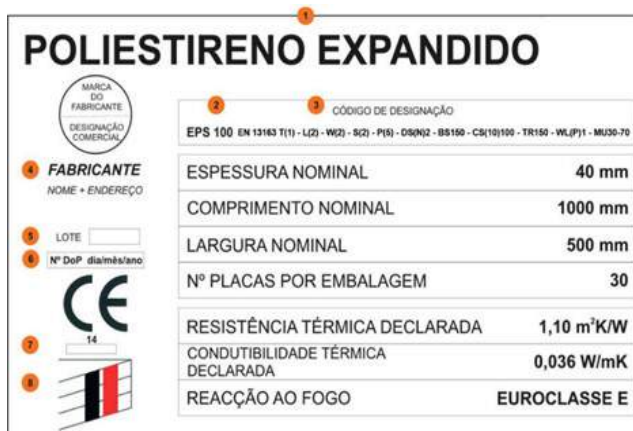 1
POLIESTIRENO EXPANDIDO
MARCA
DO
FABRICANTE
DESIGNAÇÃO
COMERCIAL
2
3
CÓDIGO DE DESIGNAÇÃO
EPS 100 EN 13163 T(1) - L(2) - W(2) - S(2) - P(5) - DS(N)2 - BS150 - CS(10)100 - TR150 - WL(P)1 - MU30-70
4 FABRICANTE
NOME + ENDEREÇO
ESPESSURA NOMINAL 40 mm
COMPRIMENTO NOMINAL 1000 mm
LARGURA NOMINAL 500 mm
Nº PLACAS POR EMBALAGEM 30
5 LOTE
6 Nº DoP dia/mês/ano
CE
14
7
8
RESISTÊNCIA TÉRMICA DECLARADA 1,10 m²K/W
CONDUTIBILIDADE TÉRMICA
DECLARADA 0,036 W/mK
REACÇÃO AO FOGO EUROCLASSE E